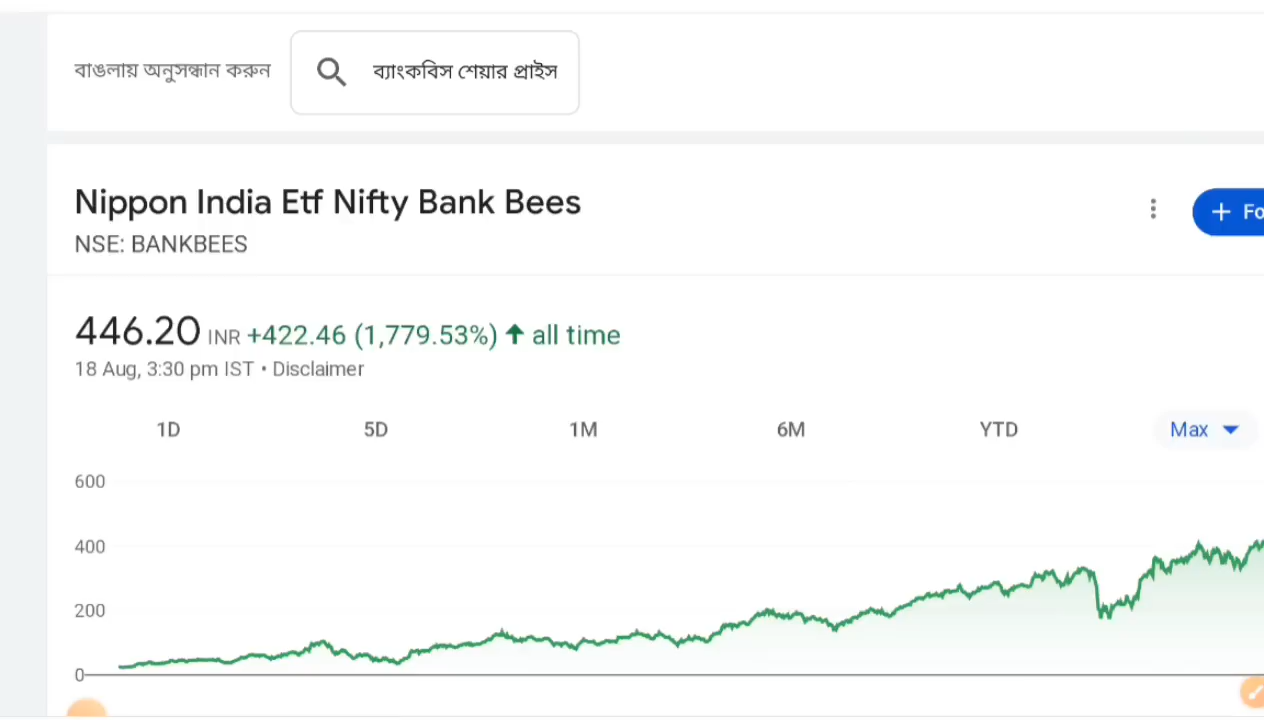 বাঙলায় অনুসন্ধান করুন
ব্যাংকবিস শেয়ার প্রাইস
Nippon India Etf Nifty Bank Bees
+ Fo
NSE: BANKBEES
446.20 INR +422.46 (1,779.53%) ↑ all time
18 Aug, 3:30 pm IST • Disclaimer
1D 5D 1M 6M YTD Max
600
400
200
0